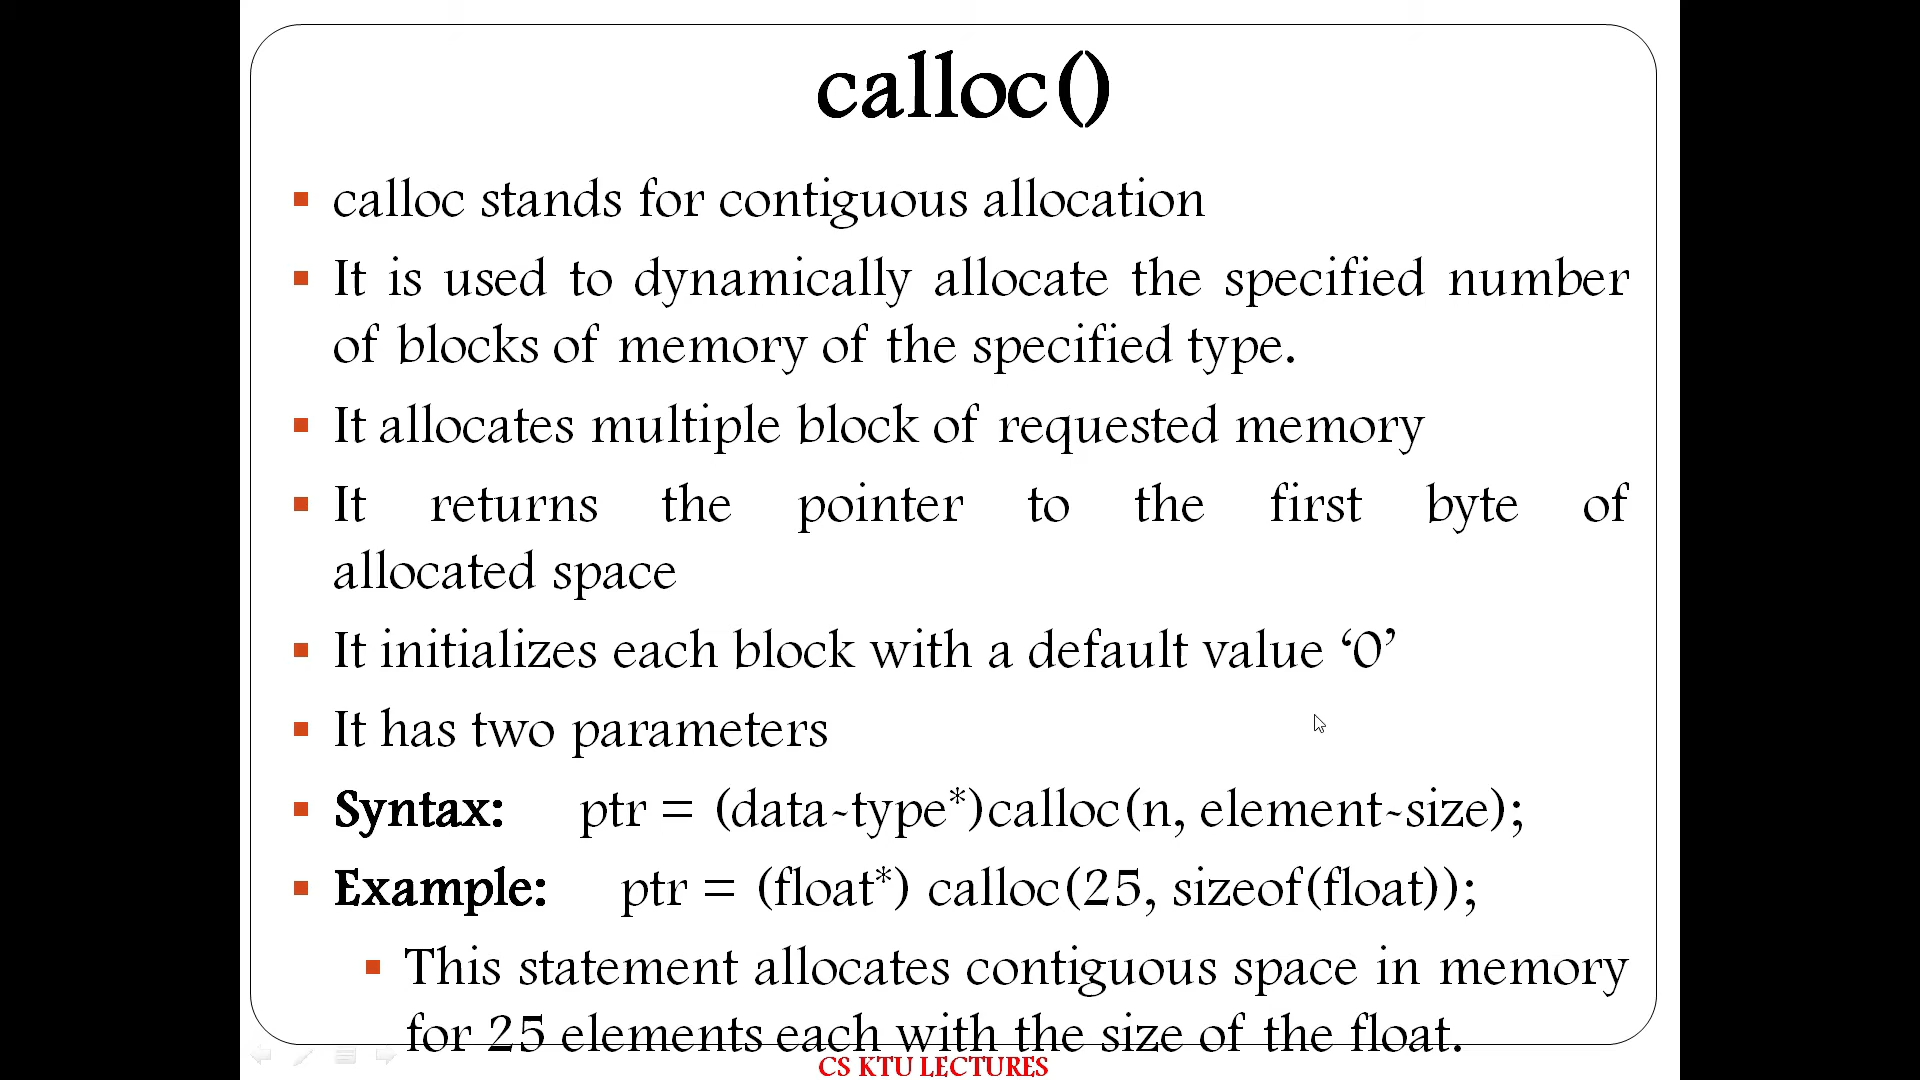 calloc()
▪ calloc stands for contiguous allocation
▪ It is used to dynamically allocate the specified number
of blocks of memory of the specified type.
▪ It allocates multiple block of requested memory
▪ It returns the pointer to the first byte of
allocated space
▪ It initializes each block with a default value ‘0’
▪ It has two parameters
▪ Syntax: ptr = (data-type*)calloc(n, element-size);
▪ Example: ptr = (float*) calloc(25, sizeof(float));
▪ This statement allocates contiguous space in memory
for 25 elements each with the size of the float.
CS KTU LECTURES